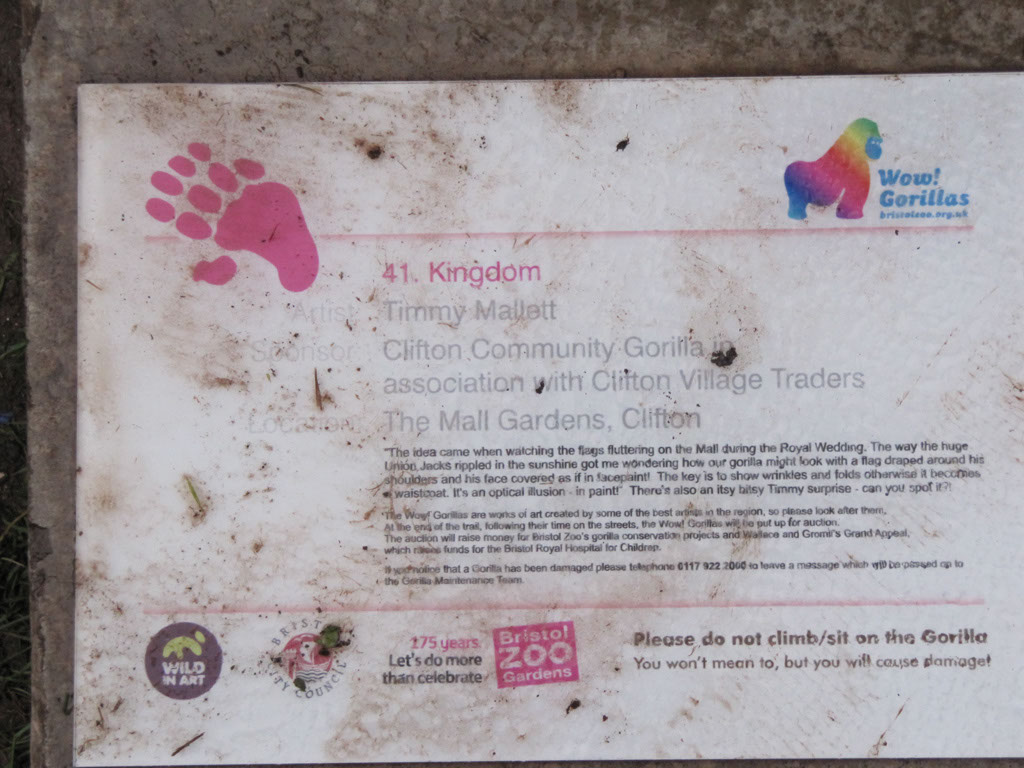 Wow!
Gorillas
bristolzoo.org.uk
41. Kingdom
Artist Timmy Mallett
Sponsor Clifton Community Gorilla in
association with Clifton Village Traders
Location The Mall Gardens, Clifton
"The idea came when watching the flags fluttering on the Mall during the Royal Wedding. The way the huge
Union Jacks rippled in the sunshine got me wondering how our gorilla might look with a flag draped around his
shoulders and his face covered as if in facepaint! The key is to show wrinkles and folds otherwise it becomes
a waistcoat. It's an optical illusion - in paint!" There's also an itsy bitsy Timmy surprise - can you spot it?!
The Wow! Gorillas are works of art created by some of the best artists in the region, so please look after them.
At the end of the trail, following their time on the streets, the Wow! Gorillas will be put up for auction.
The auction will raise money for Bristol Zoo's gorilla conservation projects and Wallace and Gromit's Grand Appeal,
which raises funds for the Bristol Royal Hospital for Children.
If you notice that a Gorilla has been damaged please telephone 0117 922 2000 to leave a message which will be passed on to
the Gorilla Maintenance Team.
WILD
IN ART
BRISTOL
CITY COUNCIL
175 years.
Let's do more
than celebrate
Bristol
ZOO
Gardens
Please do not climb/sit on the Gorilla
You won't mean to, but you will cause damage!